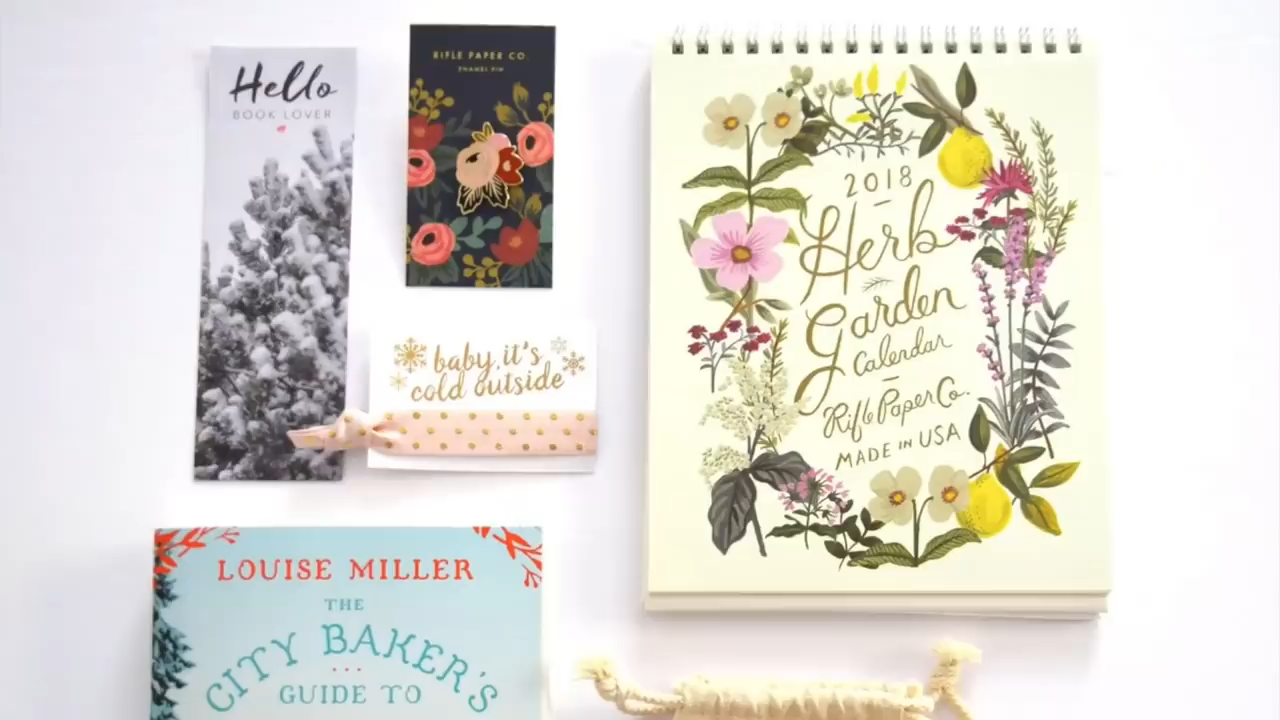 Hello
BOOK LOVER
RIFLE PAPER CO.
ENAMEL PIN
baby, it's
cold outside
2018
Herb
Garden
Calendar
Rifle Paper Co.
MADE IN USA
LOUISE MILLER
THE
CITY BAKER'S
GUIDE TO